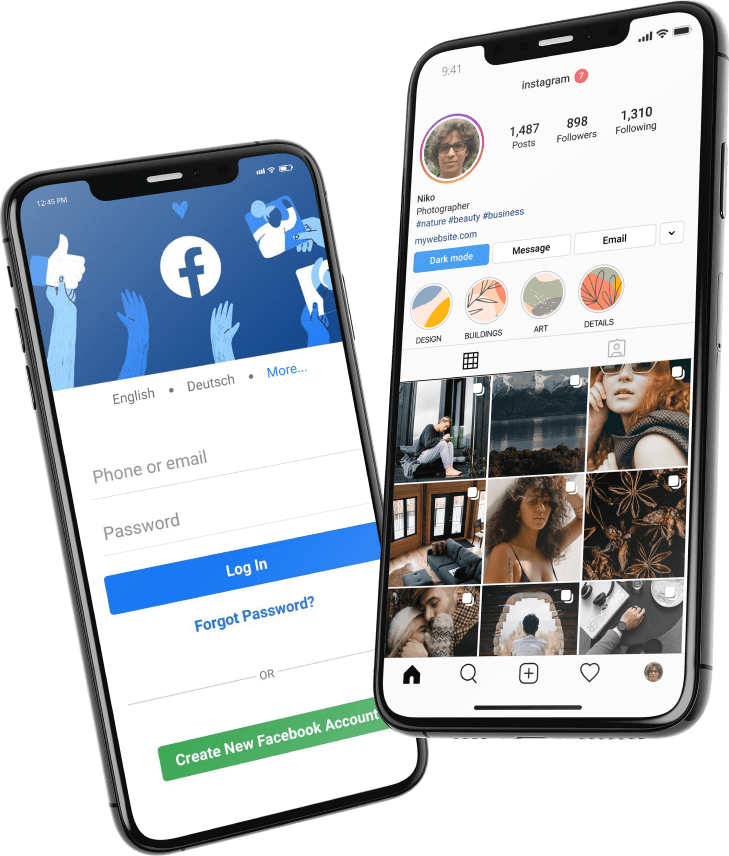 12:45 PM
f
English • Deutsch • More...
Phone or email
Password
Log In
Forgot Password?
OR
Create New Facebook Account
9:41
instagram 7
1,487 898 1,310
Posts Followers Following
Niko
Photographer
#nature #beauty #business
mywebsite.com
Dark mode Message Email
DESIGN BUILDINGS ART DETAILS